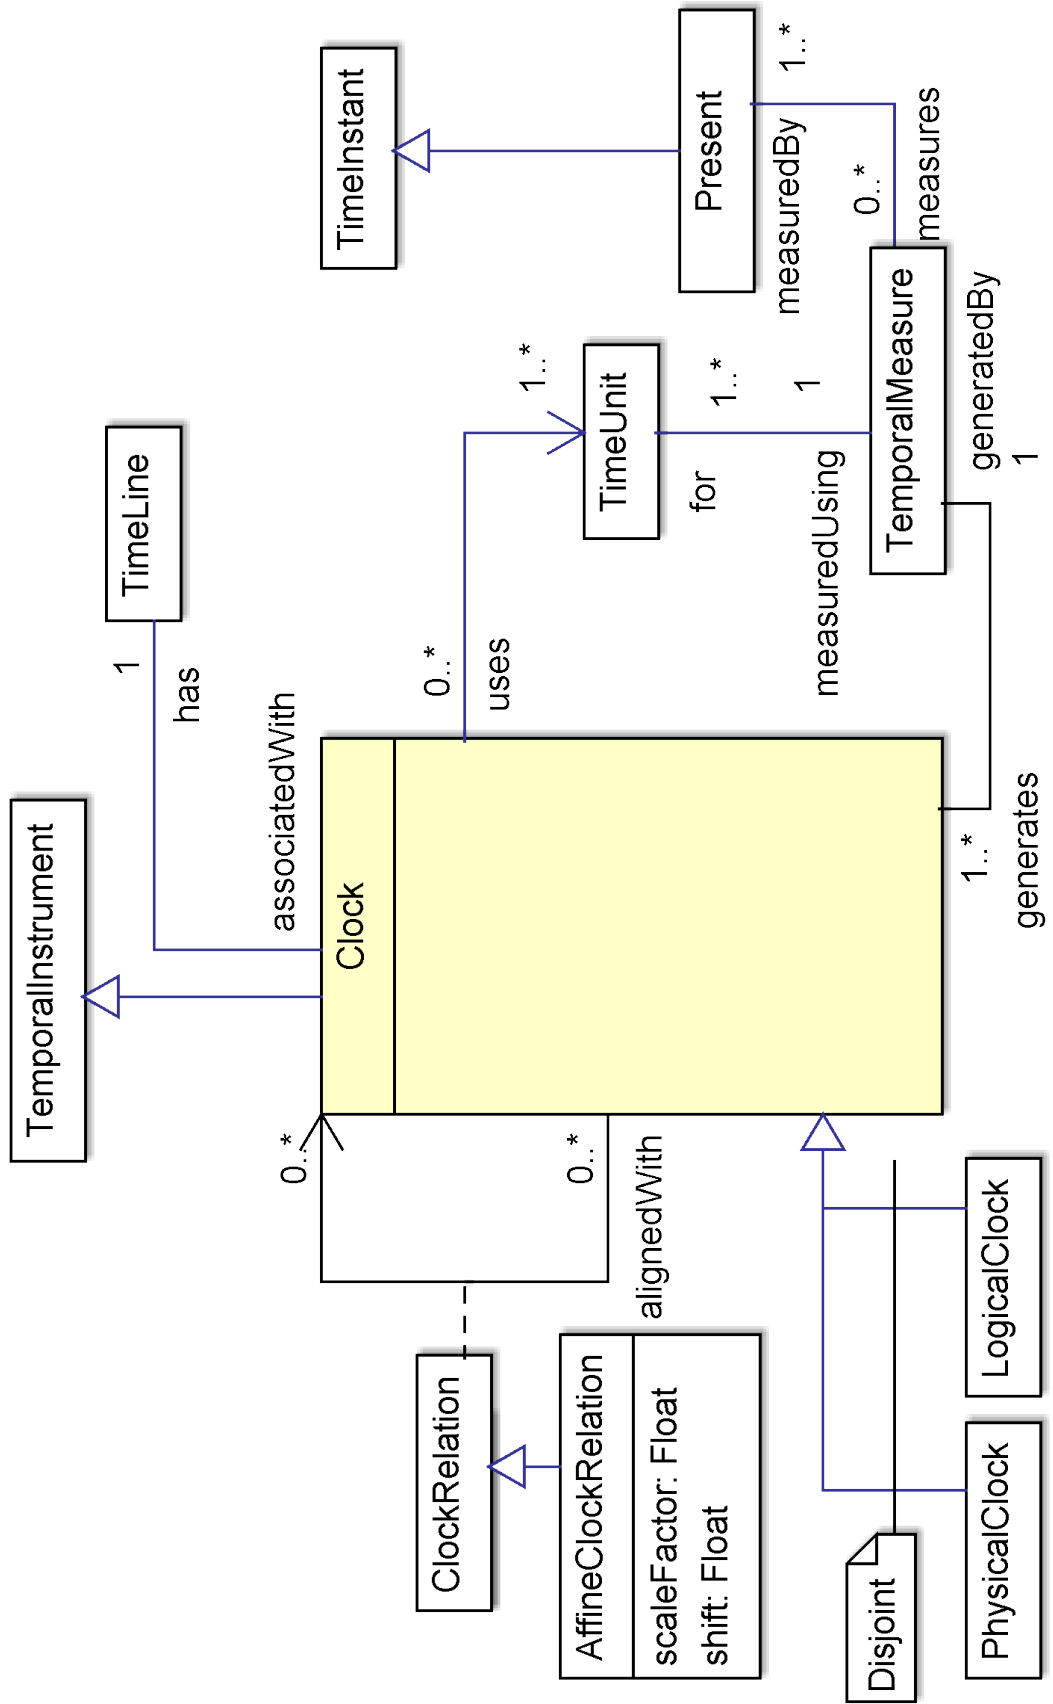 TemporalInstrument
TimeLine
1
has
TimeInstant
associatedWith
Clock
0..*
uses
1..*
TimeUnit
1..*
for
1
measuredUsing
Present
1..*
measuredBy
0..*
measures
TemporalMeasure
generatedBy
1
1..*
generates
0..*
0..*
alignedWith
ClockRelation
AffineClockRelation
scaleFactor: Float
shift: Float
Disjoint
PhysicalClock
LogicalClock